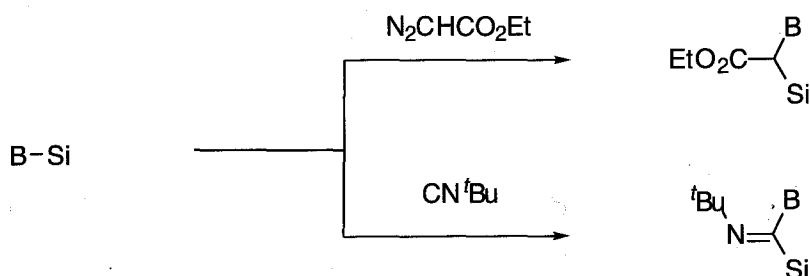 N₂CHCO₂Et
B
EtO₂C
Si
B–Si
CNᵗBu
ᵗBu
B
N
Si